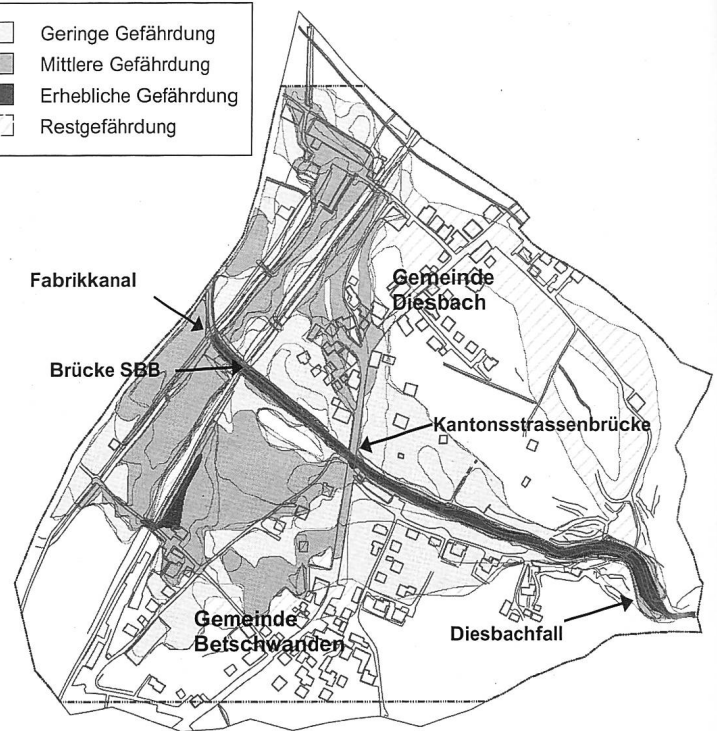 Geringe Gefährdung
Mittlere Gefährdung
Erhebliche Gefährdung
Restgefährdung
Fabrikkanal
Gemeinde
Diesbach
Brücke SBB
Kantonsstrassenbrücke
Gemeinde
Betschwanden
Diesbachfall